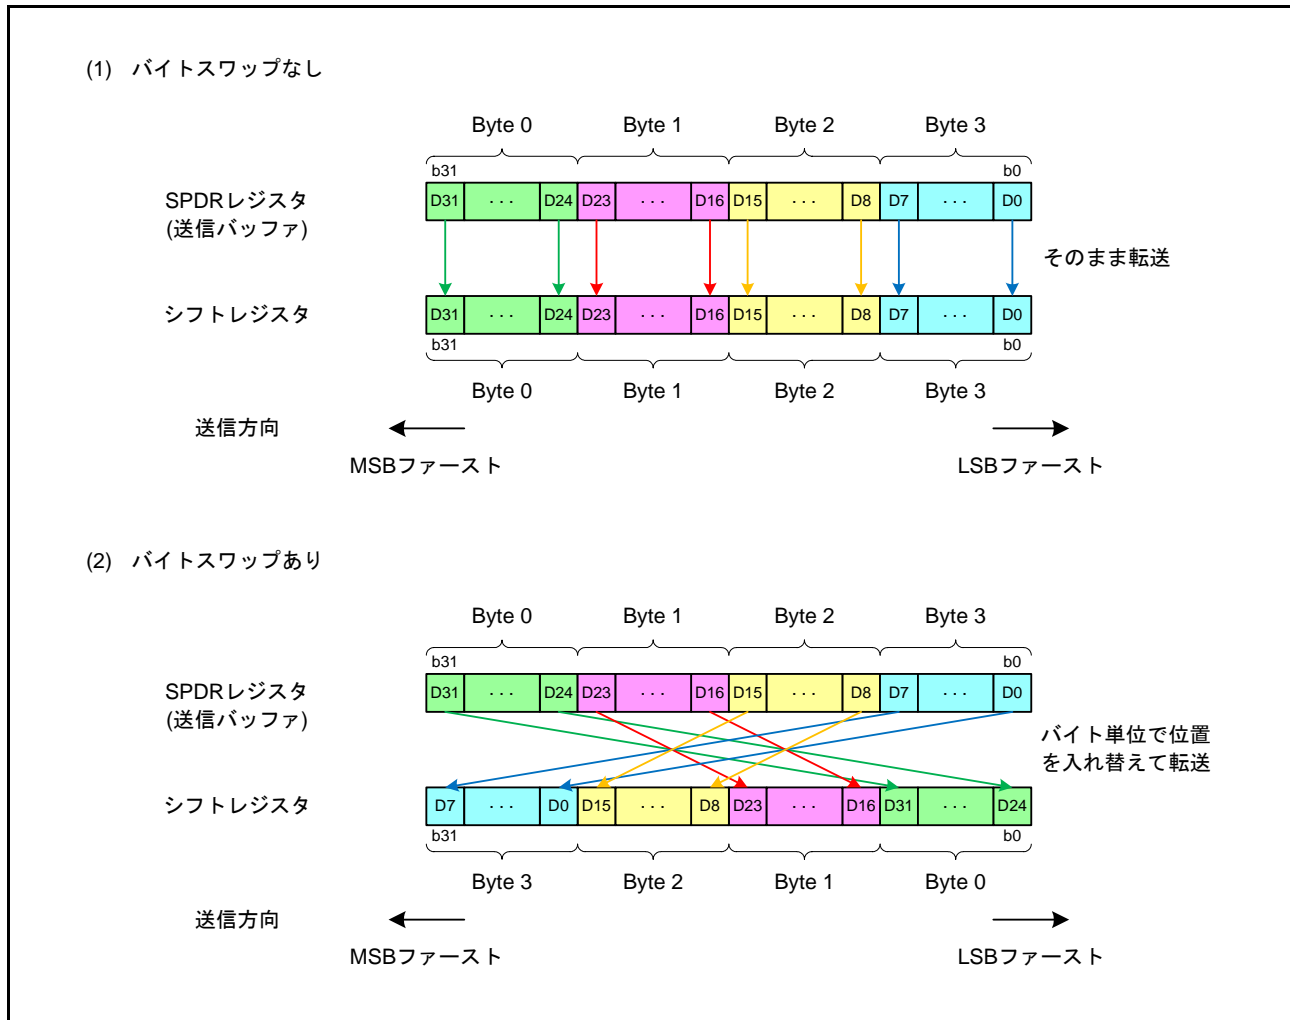 (1) バイトスワップなし
Byte 0 Byte 1 Byte 2 Byte 3
b31 b0
SPDRレジスタ
(送信バッファ)
D31 ... D24 D23 ... D16 D15 ... D8 D7 ... D0
そのまま転送
シフトレジスタ
D31 ... D24 D23 ... D16 D15 ... D8 D7 ... D0
b31 b0
Byte 0 Byte 1 Byte 2 Byte 3
送信方向
MSBファースト LSBファースト
(2) バイトスワップあり
Byte 0 Byte 1 Byte 2 Byte 3
b31 b0
SPDRレジスタ
(送信バッファ)
D31 ... D24 D23 ... D16 D15 ... D8 D7 ... D0
バイト単位で位置
を入れ替えて転送
シフトレジスタ
D7 ... D0 D15 ... D8 D23 ... D16 D31 ... D24
b31 b0
Byte 3 Byte 2 Byte 1 Byte 0
送信方向
MSBファースト LSBファースト